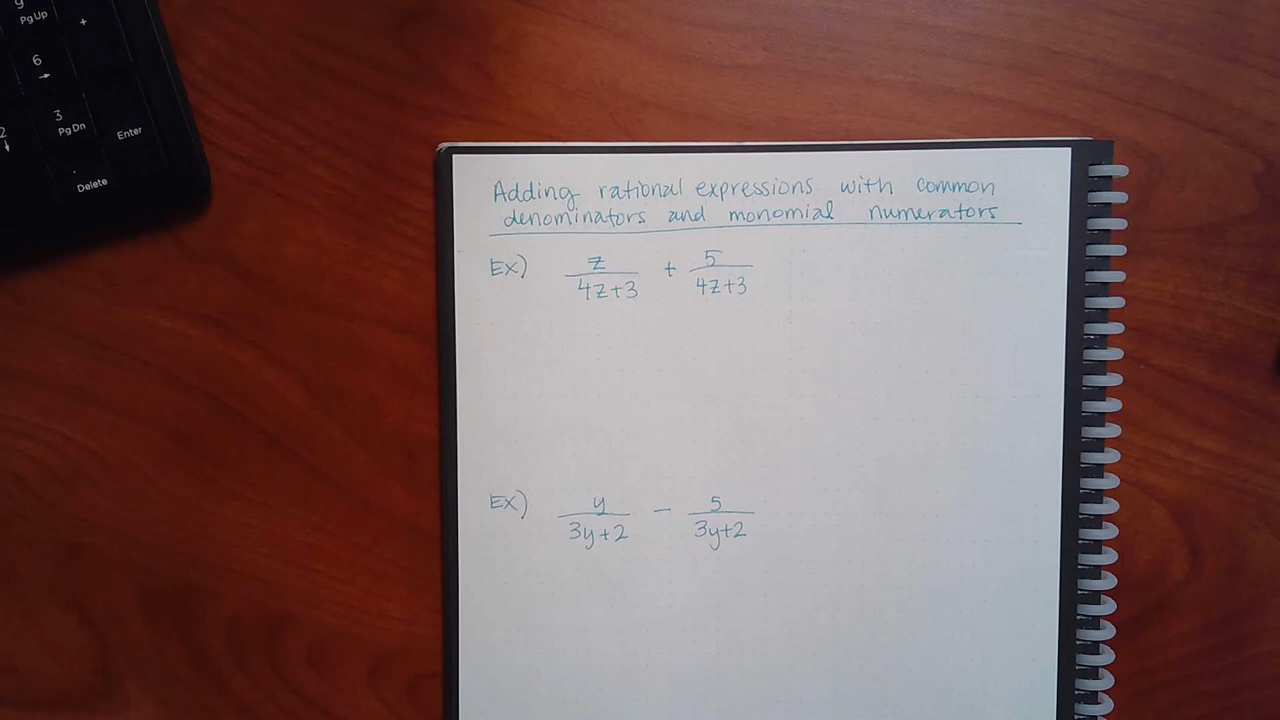 9
PgUp
+
6
→
3
PgDn
2
↓
Enter
Delete
Adding rational expressions with common
denominators and monomial numerators
Ex) z/(4z+3) + 5/(4z+3)
Ex) y/(3y+2) - 5/(3y+2)